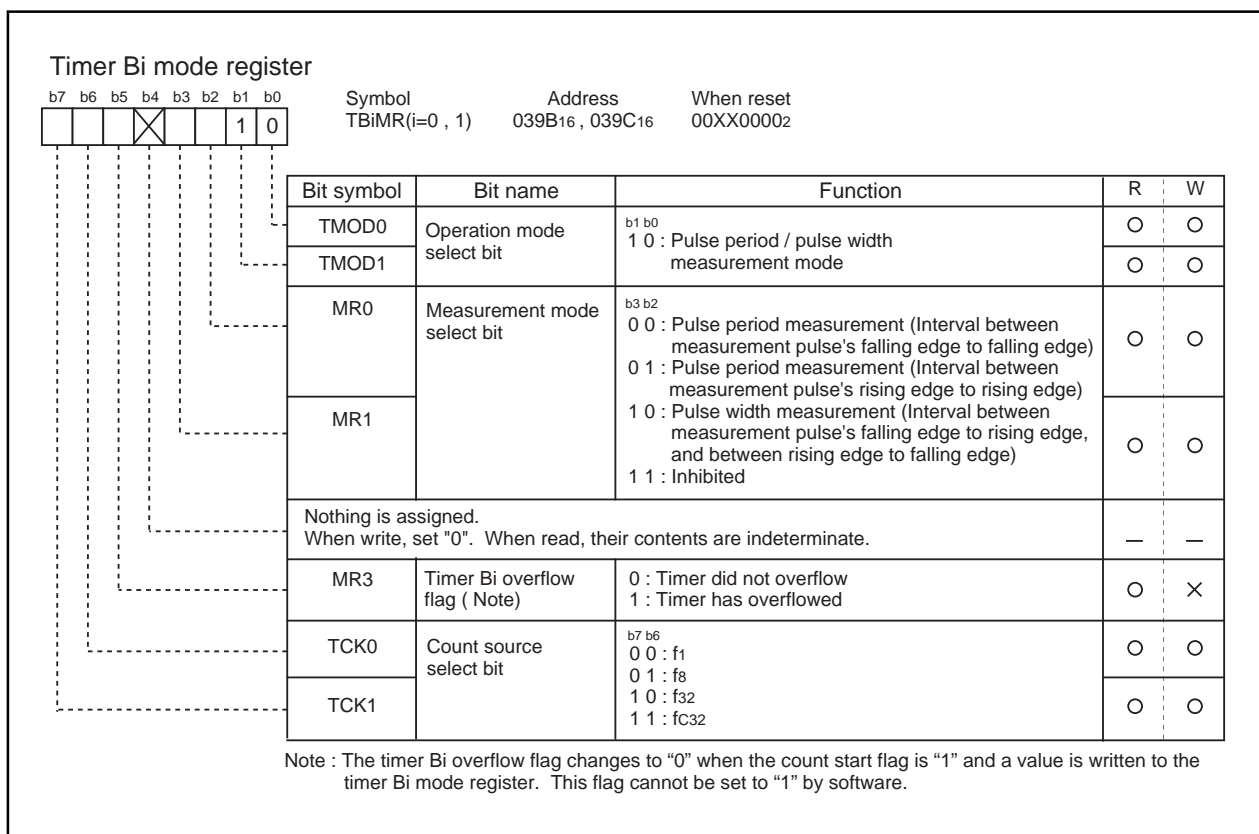 Timer Bi mode register
b7 b6 b5 b4 b3 b2 b1 b0
1 0
Symbol Address When reset
TBiMR(i=0 , 1) 039B16 , 039C16 00XX00002
Bit symbol Bit name Function R W
TMOD0
TMOD1
Operation mode
select bit
b1 b0
1 0 : Pulse period / pulse width
measurement mode
MR0
MR1
Measurement mode
select bit
b3 b2
0 0 : Pulse period measurement (Interval between
measurement pulse's falling edge to falling edge)
0 1 : Pulse period measurement (Interval between
measurement pulse's rising edge to rising edge)
1 0 : Pulse width measurement (Interval between
measurement pulse's falling edge to rising edge,
and between rising edge to falling edge)
1 1 : Inhibited
Nothing is assigned.
When write, set "0". When read, their contents are indeterminate.
MR3
Timer Bi overflow
flag ( Note)
0 : Timer did not overflow
1 : Timer has overflowed
TCK0
TCK1
Count source
select bit
b7 b6
0 0 : f1
0 1 : f8
1 0 : f32
1 1 : fC32
Note : The timer Bi overflow flag changes to “0” when the count start flag is “1” and a value is written to the
timer Bi mode register. This flag cannot be set to “1” by software.